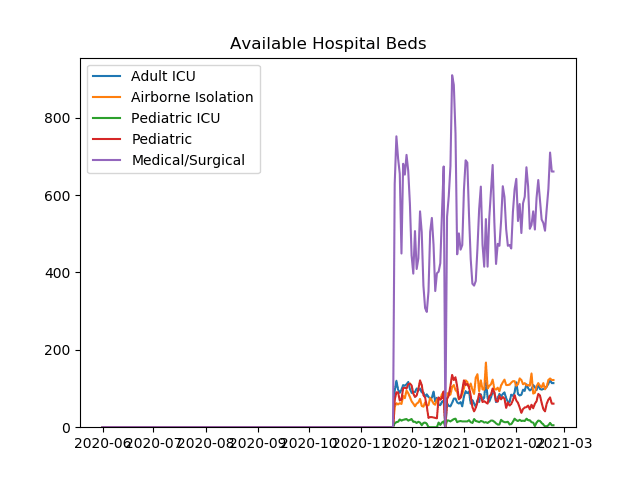 Available Hospital Beds
Adult ICU
Airborne Isolation
Pediatric ICU
Pediatric
Medical/Surgical
800
600
400
200
0
2020-06 2020-07 2020-08 2020-09 2020-10 2020-11 2020-12 2021-01 2021-02 2021-03